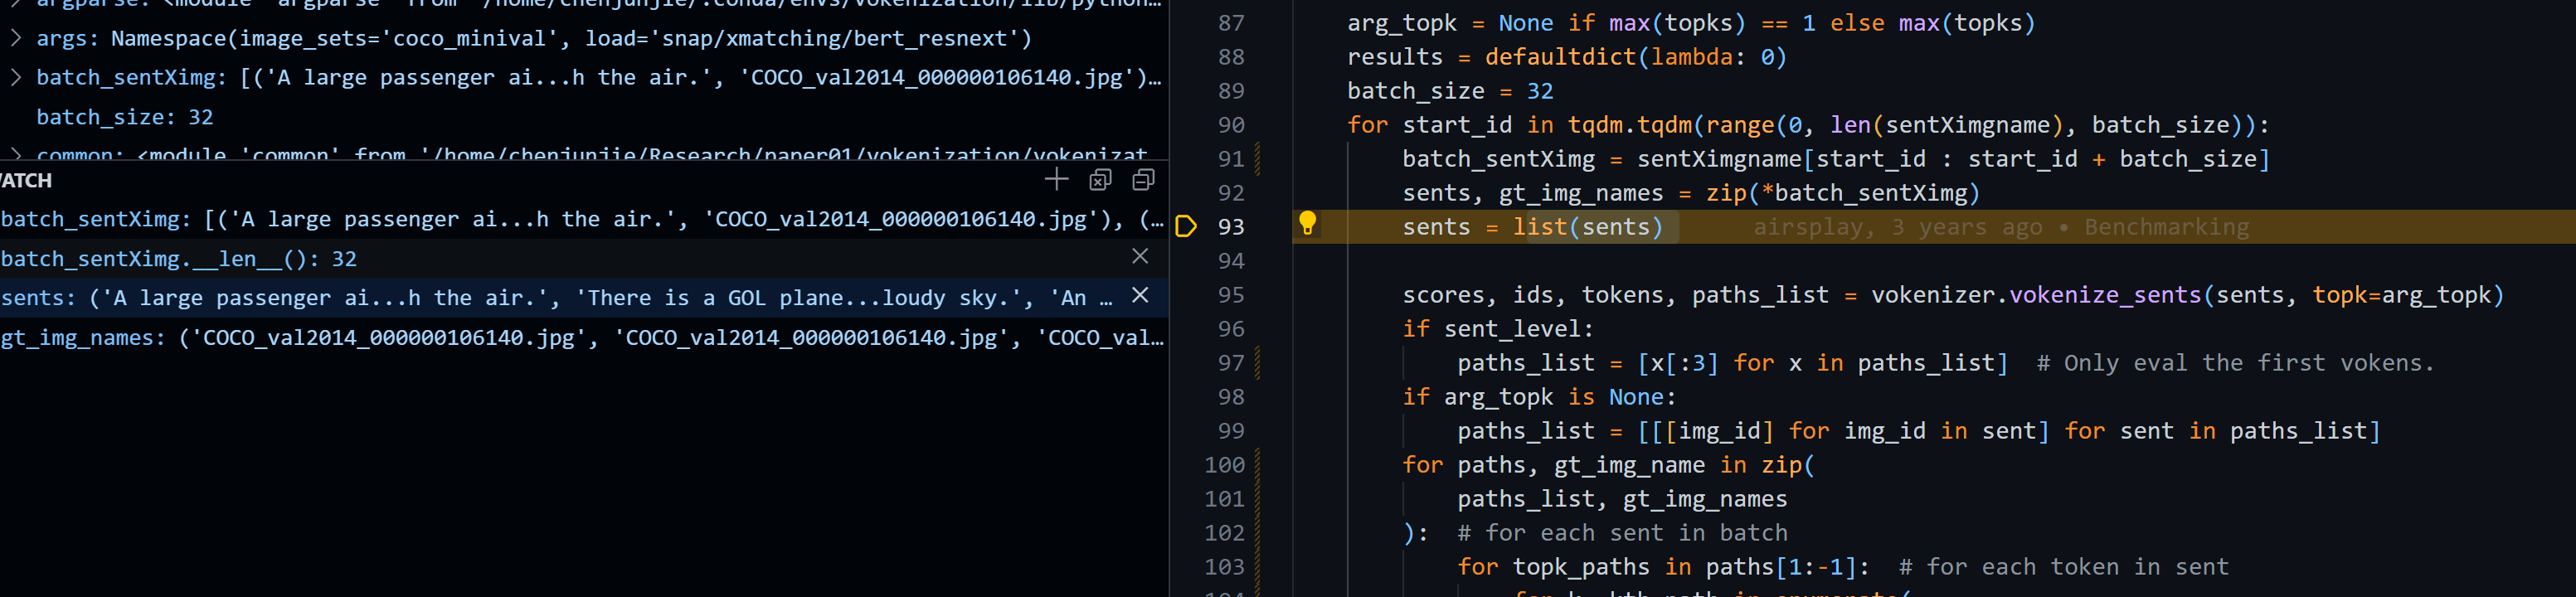 argparse: <module 'argparse' from '/home/chenjunjie/.conda/envs/vokenization/lib/python…
args: Namespace(image_sets='coco_minival', load='snap/xmatching/bert_resnext')
batch_sentXimg: [('A large passenger ai...h the air.', 'COCO_val2014_000000106140.jpg')…
batch_size: 32
common: <module 'common' from '/home/chenjunjie/Research/paper01/vokenization/vokenizat
WATCH
batch_sentXimg: [('A large passenger ai...h the air.', 'COCO_val2014_000000106140.jpg'), (…
batch_sentXimg.__len__(): 32
sents: ('A large passenger ai...h the air.', 'There is a GOL plane...loudy sky.', 'An …
gt_img_names: ('COCO_val2014_000000106140.jpg', 'COCO_val2014_000000106140.jpg', 'COCO_val…
87 arg_topk = None if max(topks) == 1 else max(topks)
88 results = defaultdict(lambda: 0)
89 batch_size = 32
90 for start_id in tqdm.tqdm(range(0, len(sentXimgname), batch_size)):
91 batch_sentXimg = sentXimgname[start_id : start_id + batch_size]
92 sents, gt_img_names = zip(*batch_sentXimg)
93 sents = list(sents) airsplay, 3 years ago • Benchmarking
94
95 scores, ids, tokens, paths_list = vokenizer.vokenize_sents(sents, topk=arg_topk)
96 if sent_level:
97 paths_list = [x[:3] for x in paths_list] # Only eval the first vokens.
98 if arg_topk is None:
99 paths_list = [[[img_id] for img_id in sent] for sent in paths_list]
100 for paths, gt_img_name in zip(
101 paths_list, gt_img_names
102 ): # for each sent in batch
103 for topk_paths in paths[1:-1]: # for each token in sent
104 for k, kth_path in enumerate(